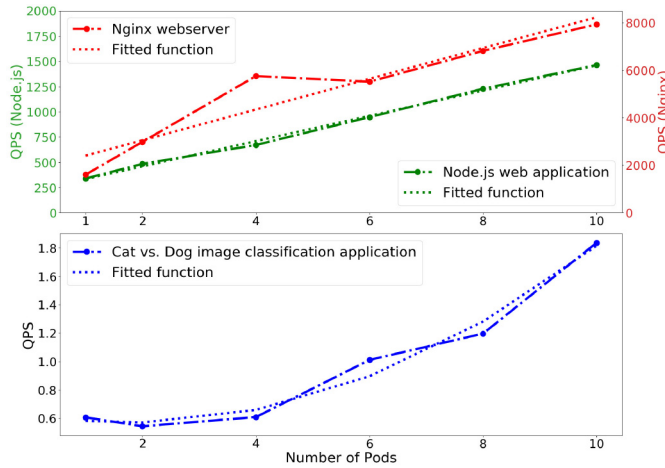 2000
1750
1500
1250
1000
750
500
250
0
QPS (Node.js)
Nginx webserver
Fitted function
8000
6000
4000
2000
0
QPS (Nginx)
Node.js web application
Fitted function
1 2 4 6 8 10
1.8
1.6
1.4
1.2
1.0
0.8
0.6
QPS
Cat vs. Dog image classification application
Fitted function
2 4 6 8 10
Number of Pods